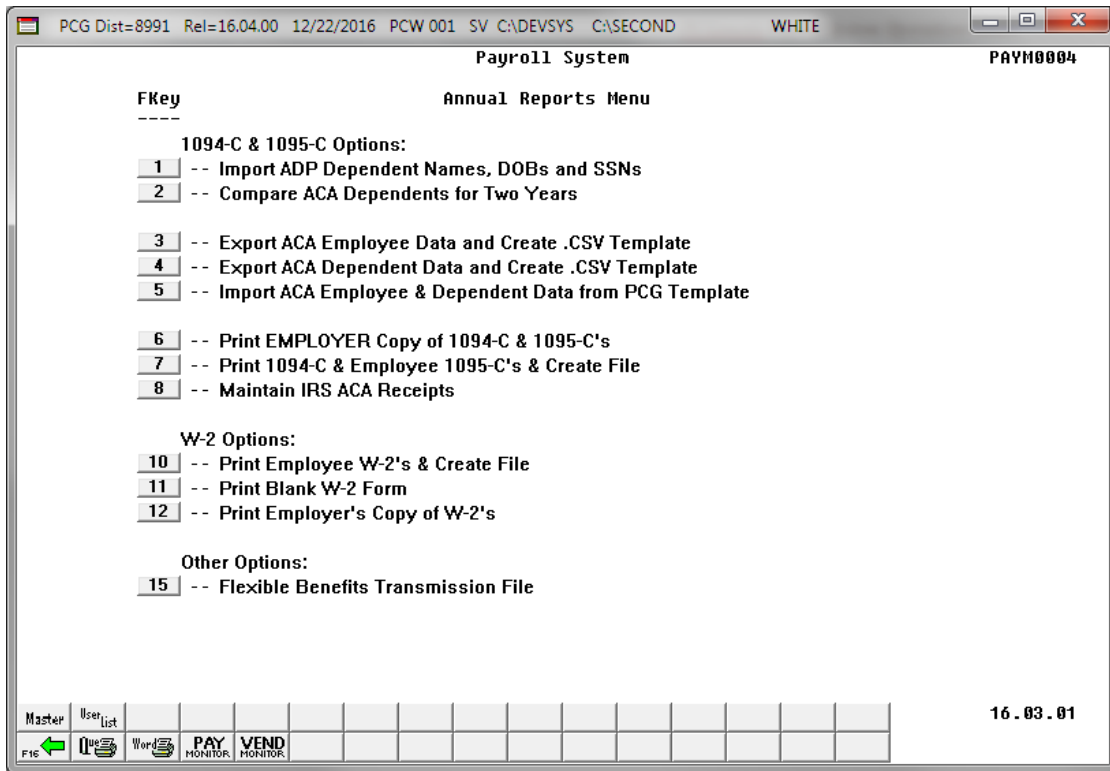 PCG Dist=8991 Rel=16.04.00 12/22/2016 PCW 001 SV C:\DEVSYS C:\SECOND WHITE
Payroll System PAYM0004
FKey Annual Reports Menu
----
1094-C & 1095-C Options:
1 -- Import ADP Dependent Names, DOBs and SSNs
2 -- Compare ACA Dependents for Two Years
3 -- Export ACA Employee Data and Create .CSV Template
4 -- Export ACA Dependent Data and Create .CSV Template
5 -- Import ACA Employee & Dependent Data from PCG Template
6 -- Print EMPLOYER Copy of 1094-C & 1095-C's
7 -- Print 1094-C & Employee 1095-C's & Create File
8 -- Maintain IRS ACA Receipts
W-2 Options:
10 -- Print Employee W-2's & Create File
11 -- Print Blank W-2 Form
12 -- Print Employer's Copy of W-2's
Other Options:
15 -- Flexible Benefits Transmission File
Master User List 16.03.01
F16 Que Word PAY MONITOR VEND MONITOR